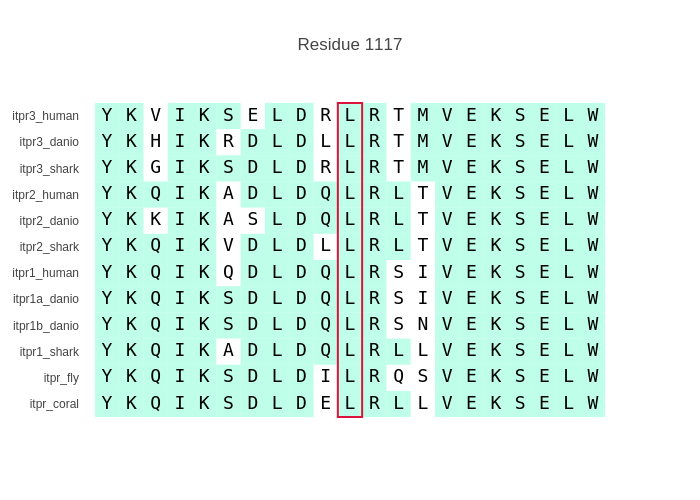 Residue 1117
itpr3_human Y K V I K S E L D R L R T M V E K S E L W
itpr3_danio Y K H I K R D L D L L R T M V E K S E L W
itpr3_shark Y K G I K S D L D R L R T M V E K S E L W
itpr2_human Y K Q I K A D L D Q L R L T V E K S E L W
itpr2_danio Y K K I K A S L D Q L R L T V E K S E L W
itpr2_shark Y K Q I K V D L D L L R L T V E K S E L W
itpr1_human Y K Q I K Q D L D Q L R S I V E K S E L W
itpr1a_danio Y K Q I K S D L D Q L R S I V E K S E L W
itpr1b_danio Y K Q I K S D L D Q L R S N V E K S E L W
itpr1_shark Y K Q I K A D L D Q L R L L V E K S E L W
itpr_fly Y K Q I K S D L D I L R Q S V E K S E L W
itpr_coral Y K Q I K S D L D E L R L L V E K S E L W